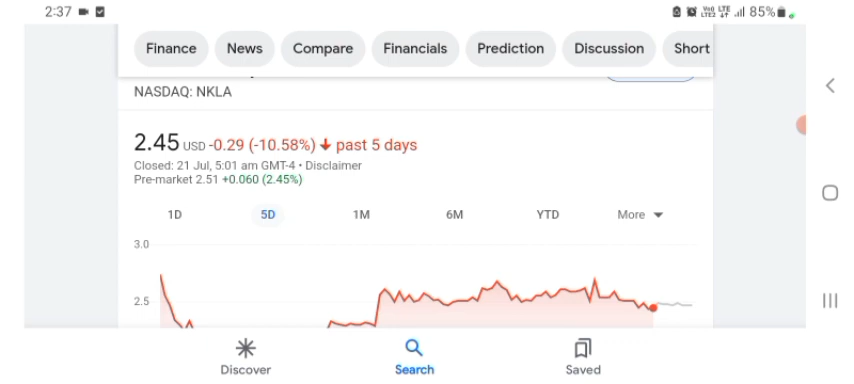 2:37 85%
Finance News Compare Financials Prediction Discussion Short
NASDAQ: NKLA
2.45 USD -0.29 (-10.58%) ↓ past 5 days
Closed: 21 Jul, 5:01 am GMT-4 • Disclaimer
Pre-market 2.51 +0.060 (2.45%)
1D 5D 1M 6M YTD More
3.0
2.5
Discover Search Saved